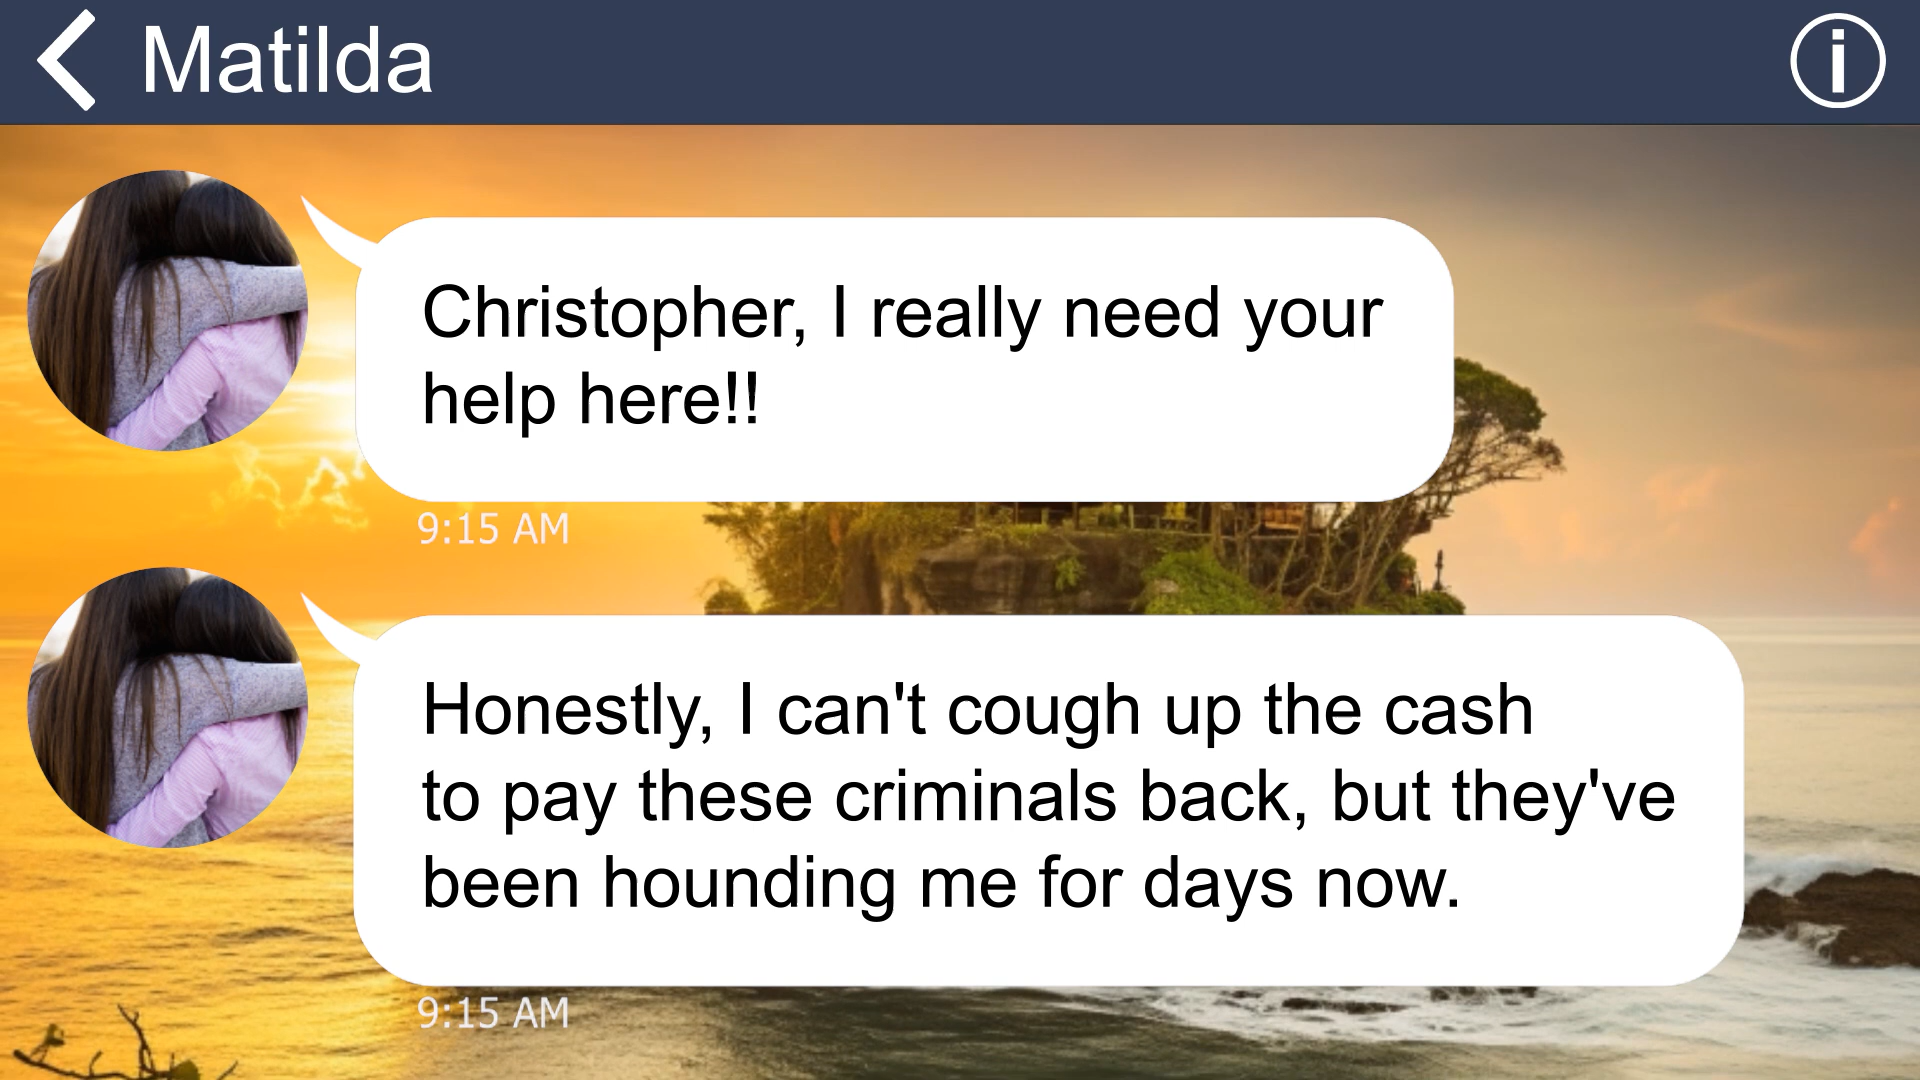 Matilda
Christopher, I really need your
help here!!
9:15 AM
Honestly, I can't cough up the cash
to pay these criminals back, but they've
been hounding me for days now.
9:15 AM